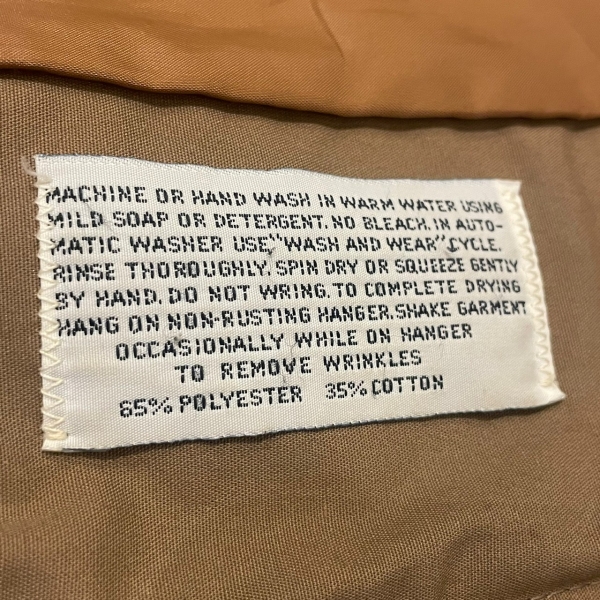 MACHINE OR HAND WASH IN WARM WATER USING
MILD SOAP OR DETERGENT. NO BLEACH. IN AUTO-
MATIC WASHER USE "WASH AND WEAR" CYCLE.
RINSE THOROUGHLY. SPIN DRY OR SQUEEZE GENTLY
BY HAND. DO NOT WRING. TO COMPLETE DRYING
HANG ON NON-RUSTING HANGER. SHAKE GARMENT
OCCASIONALLY WHILE ON HANGER
TO REMOVE WRINKLES
65% POLYESTER 35% COTTON